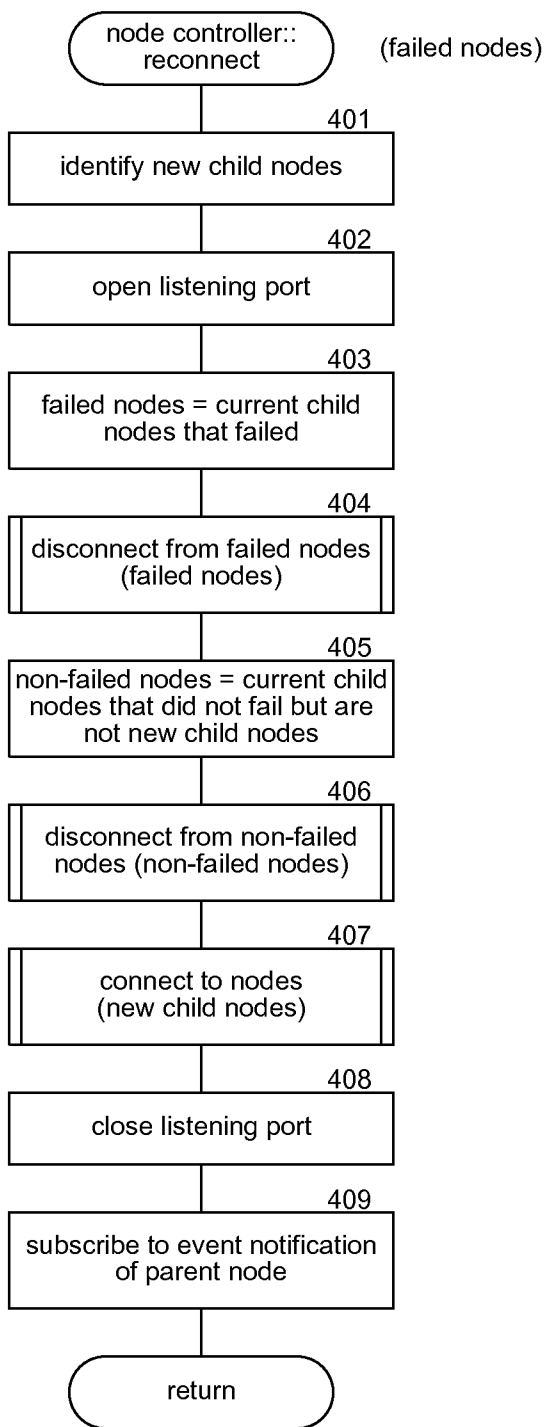 node controller::
reconnect
(failed nodes)
401
identify new child nodes
402
open listening port
403
failed nodes = current child
nodes that failed
404
disconnect from failed nodes
(failed nodes)
405
non-failed nodes = current child
nodes that did not fail but are
not new child nodes
406
disconnect from non-failed
nodes (non-failed nodes)
407
connect to nodes
(new child nodes)
408
close listening port
409
subscribe to event notification
of parent node
return